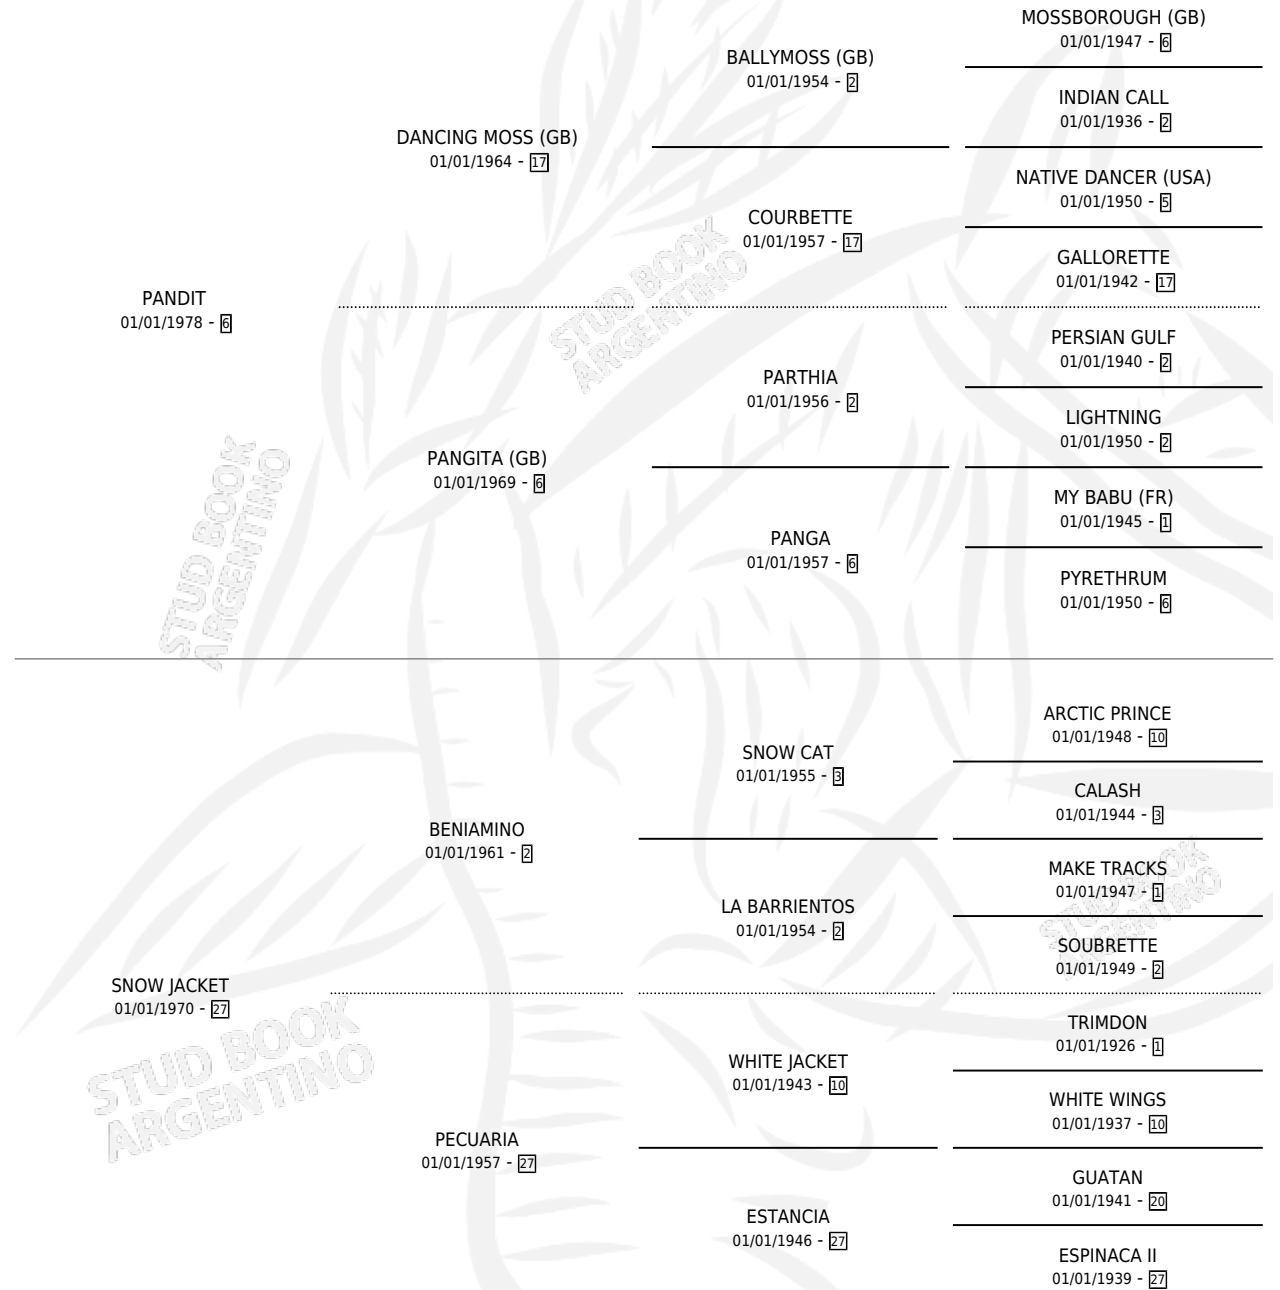 MOSSBOROUGH (GB)
01/01/1947 - 6
BALLYMOSS (GB)
01/01/1954 - 2
INDIAN CALL
01/01/1936 - 2
DANCING MOSS (GB)
01/01/1964 - 17
NATIVE DANCER (USA)
01/01/1950 - 5
COURBETTE
01/01/1957 - 17
GALLORETTE
01/01/1942 - 17
PANDIT
01/01/1978 - 6
PERSIAN GULF
01/01/1940 - 2
PARTHIA
01/01/1956 - 2
LIGHTNING
01/01/1950 - 2
PANGITA (GB)
01/01/1969 - 6
MY BABU (FR)
01/01/1945 - 1
PANGA
01/01/1957 - 6
PYRETHRUM
01/01/1950 - 6
ARCTIC PRINCE
01/01/1948 - 10
SNOW CAT
01/01/1955 - 3
CALASH
01/01/1944 - 3
BENIAMINO
01/01/1961 - 2
MAKE TRACKS
01/01/1947 - 1
LA BARRIENTOS
01/01/1954 - 2
SOUBRETTE
01/01/1949 - 2
SNOW JACKET
01/01/1970 - 27
TRIMDON
01/01/1926 - 1
WHITE JACKET
01/01/1943 - 10
WHITE WINGS
01/01/1937 - 10
PECUARIA
01/01/1957 - 27
GUATAN
01/01/1941 - 20
ESTANCIA
01/01/1946 - 27
ESPINACA II
01/01/1939 - 27
STUD BOOK
ARGENTINO
STUD BOOK
ARGENTINO
STUD BOOK
ARGENTINO
STUD BOOK
ARGENTINO